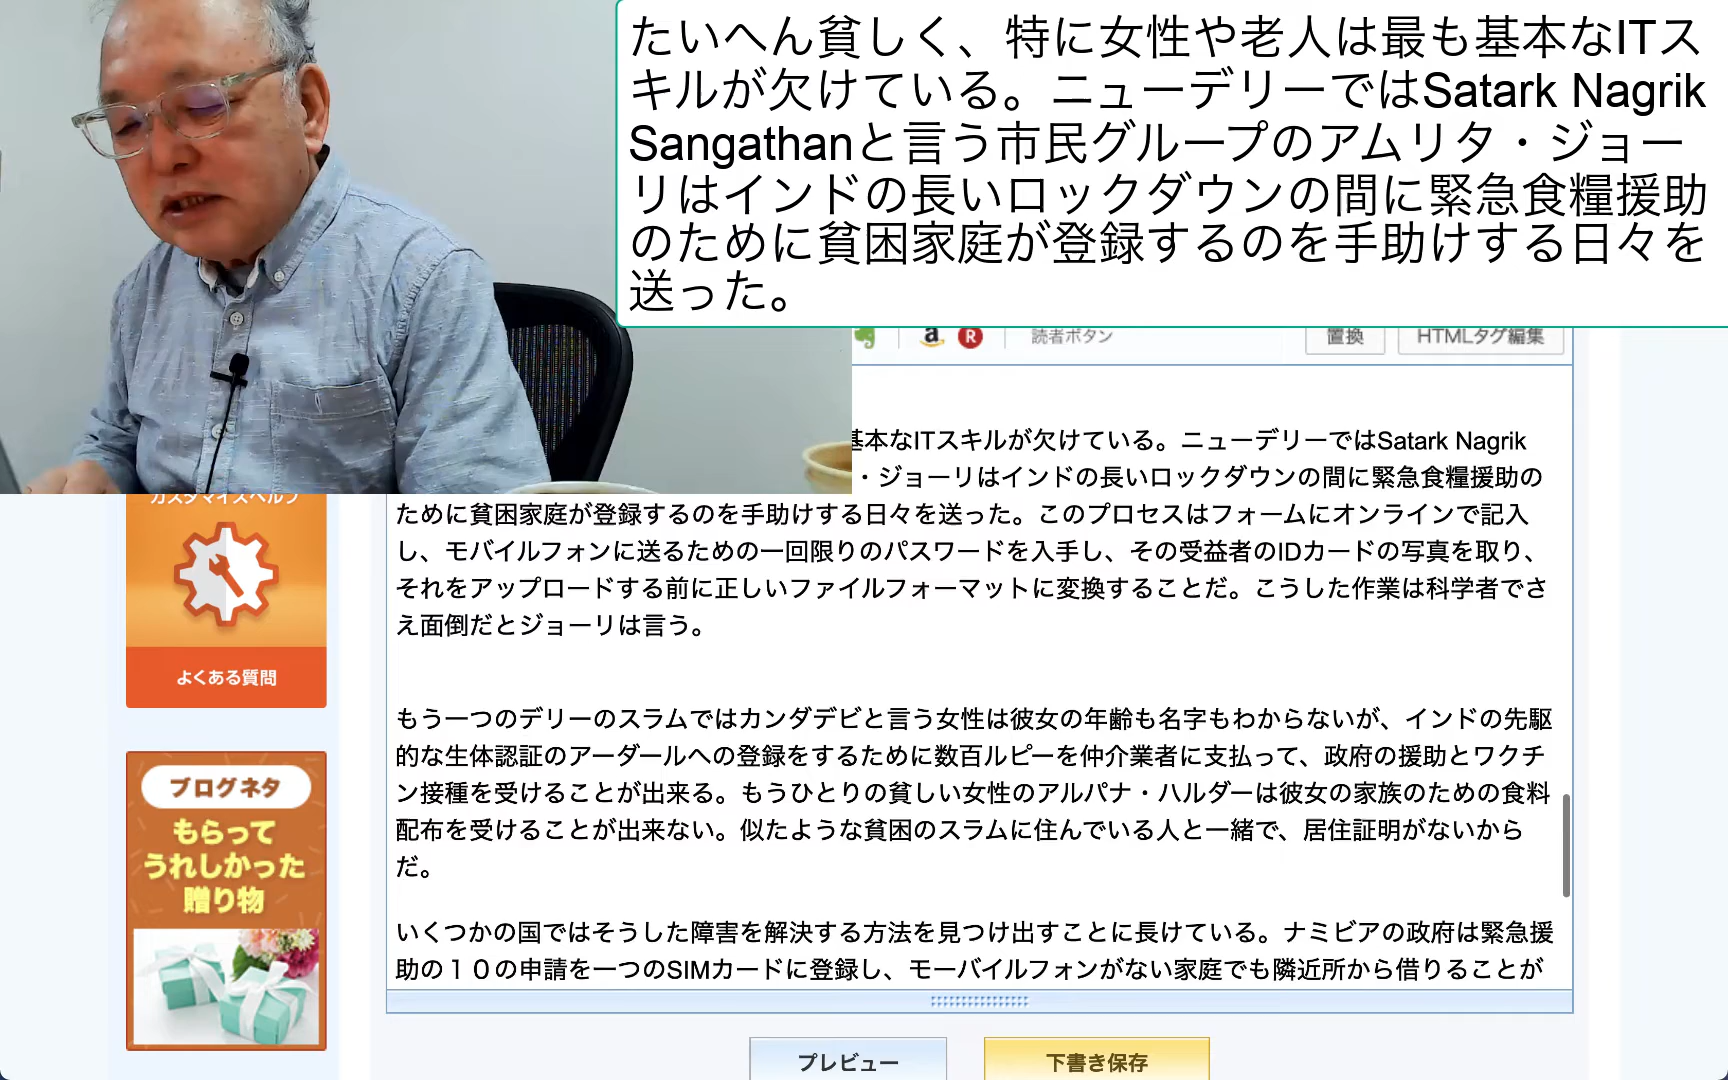 たいへん貧しく、特に女性や老人は最も基本なITス
キルが欠けている。ニューデリーではSatark Nagrik
Sangathanと言う市民グループのアムリタ・ジョー
リはインドの長いロックダウンの間に緊急食糧援助
のために貧困家庭が登録するのを手助けする日々を
送った。
a R 読者ボタン 置換 HTMLタグ編集
基本なITスキルが欠けている。ニューデリーではSatark Nagrik
・ジョーリはインドの長いロックダウンの間に緊急食糧援助の
ために貧困家庭が登録するのを手助けする日々を送った。このプロセスはフォームにオンラインで記入
し、モバイルフォンに送るための一回限りのパスワードを入手し、その受益者のIDカードの写真を取り、
それをアップロードする前に正しいファイルフォーマットに変換することだ。こうした作業は科学者でさ
え面倒だとジョーリは言う。
もう一つのデリーのスラムではカンダデビと言う女性は彼女の年齢も名字もわからないが、インドの先駆
的な生体認証のアーダールへの登録をするために数百ルピーを仲介業者に支払って、政府の援助とワクチ
ン接種を受けることが出来る。もうひとりの貧しい女性のアルパナ・ハルダーは彼女の家族のための食料
配布を受けることが出来ない。似たような貧困のスラムに住んでいる人と一緒で、居住証明がないから
だ。
いくつかの国ではそうした障害を解決する方法を見つけ出すことに長けている。ナミビアの政府は緊急援
助の１０の申請を一つのSIMカードに登録し、モーバイルフォンがない家庭でも隣近所から借りることが
カスタマイズヘルプ
よくある質問
ブログネタ
もらって
うれしかった
贈り物
プレビュー 下書き保存